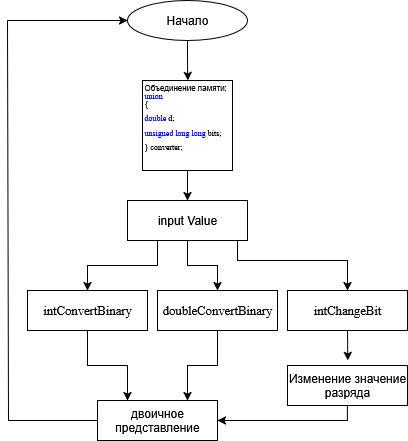 Начало
Объединение памяти:
union
{
double d;
unsigned long long bits;
} converter;
input Value
intConvertBinary
doubleConvertBinary
intChangeBit
Изменение значение
разряда
двоичное
представление